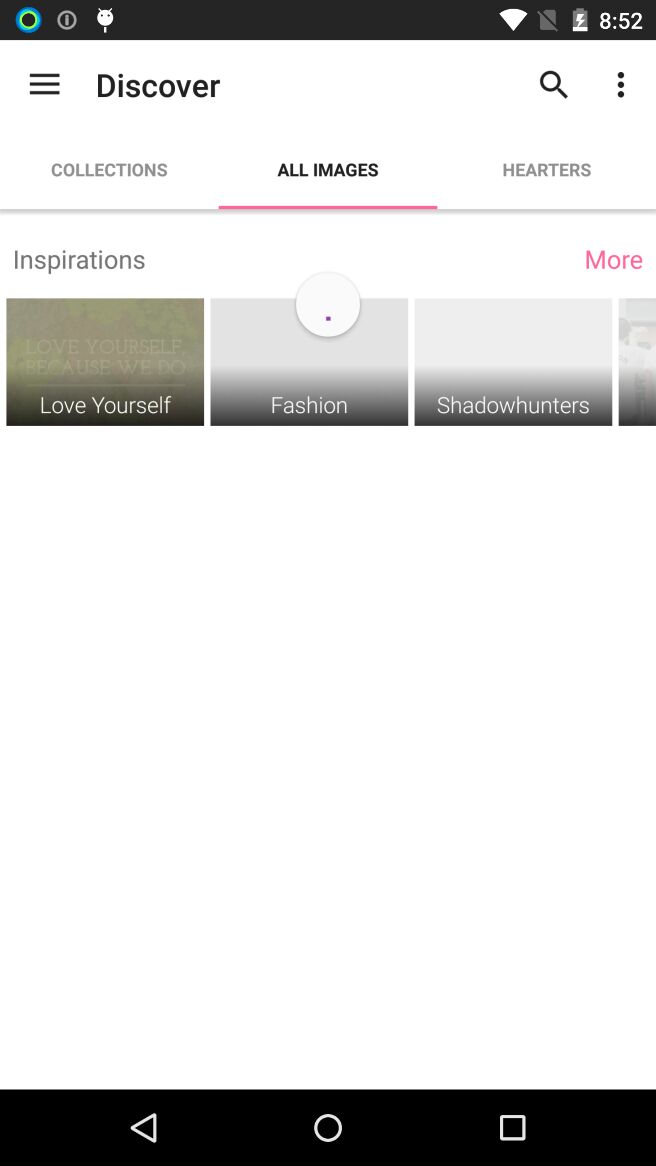 8:52
Discover
COLLECTIONS
ALL IMAGES
HEARTERS
Inspirations
More
LOVE YOURSELF,
BECAUSE WE DO
Love Yourself
Fashion
Shadowhunters